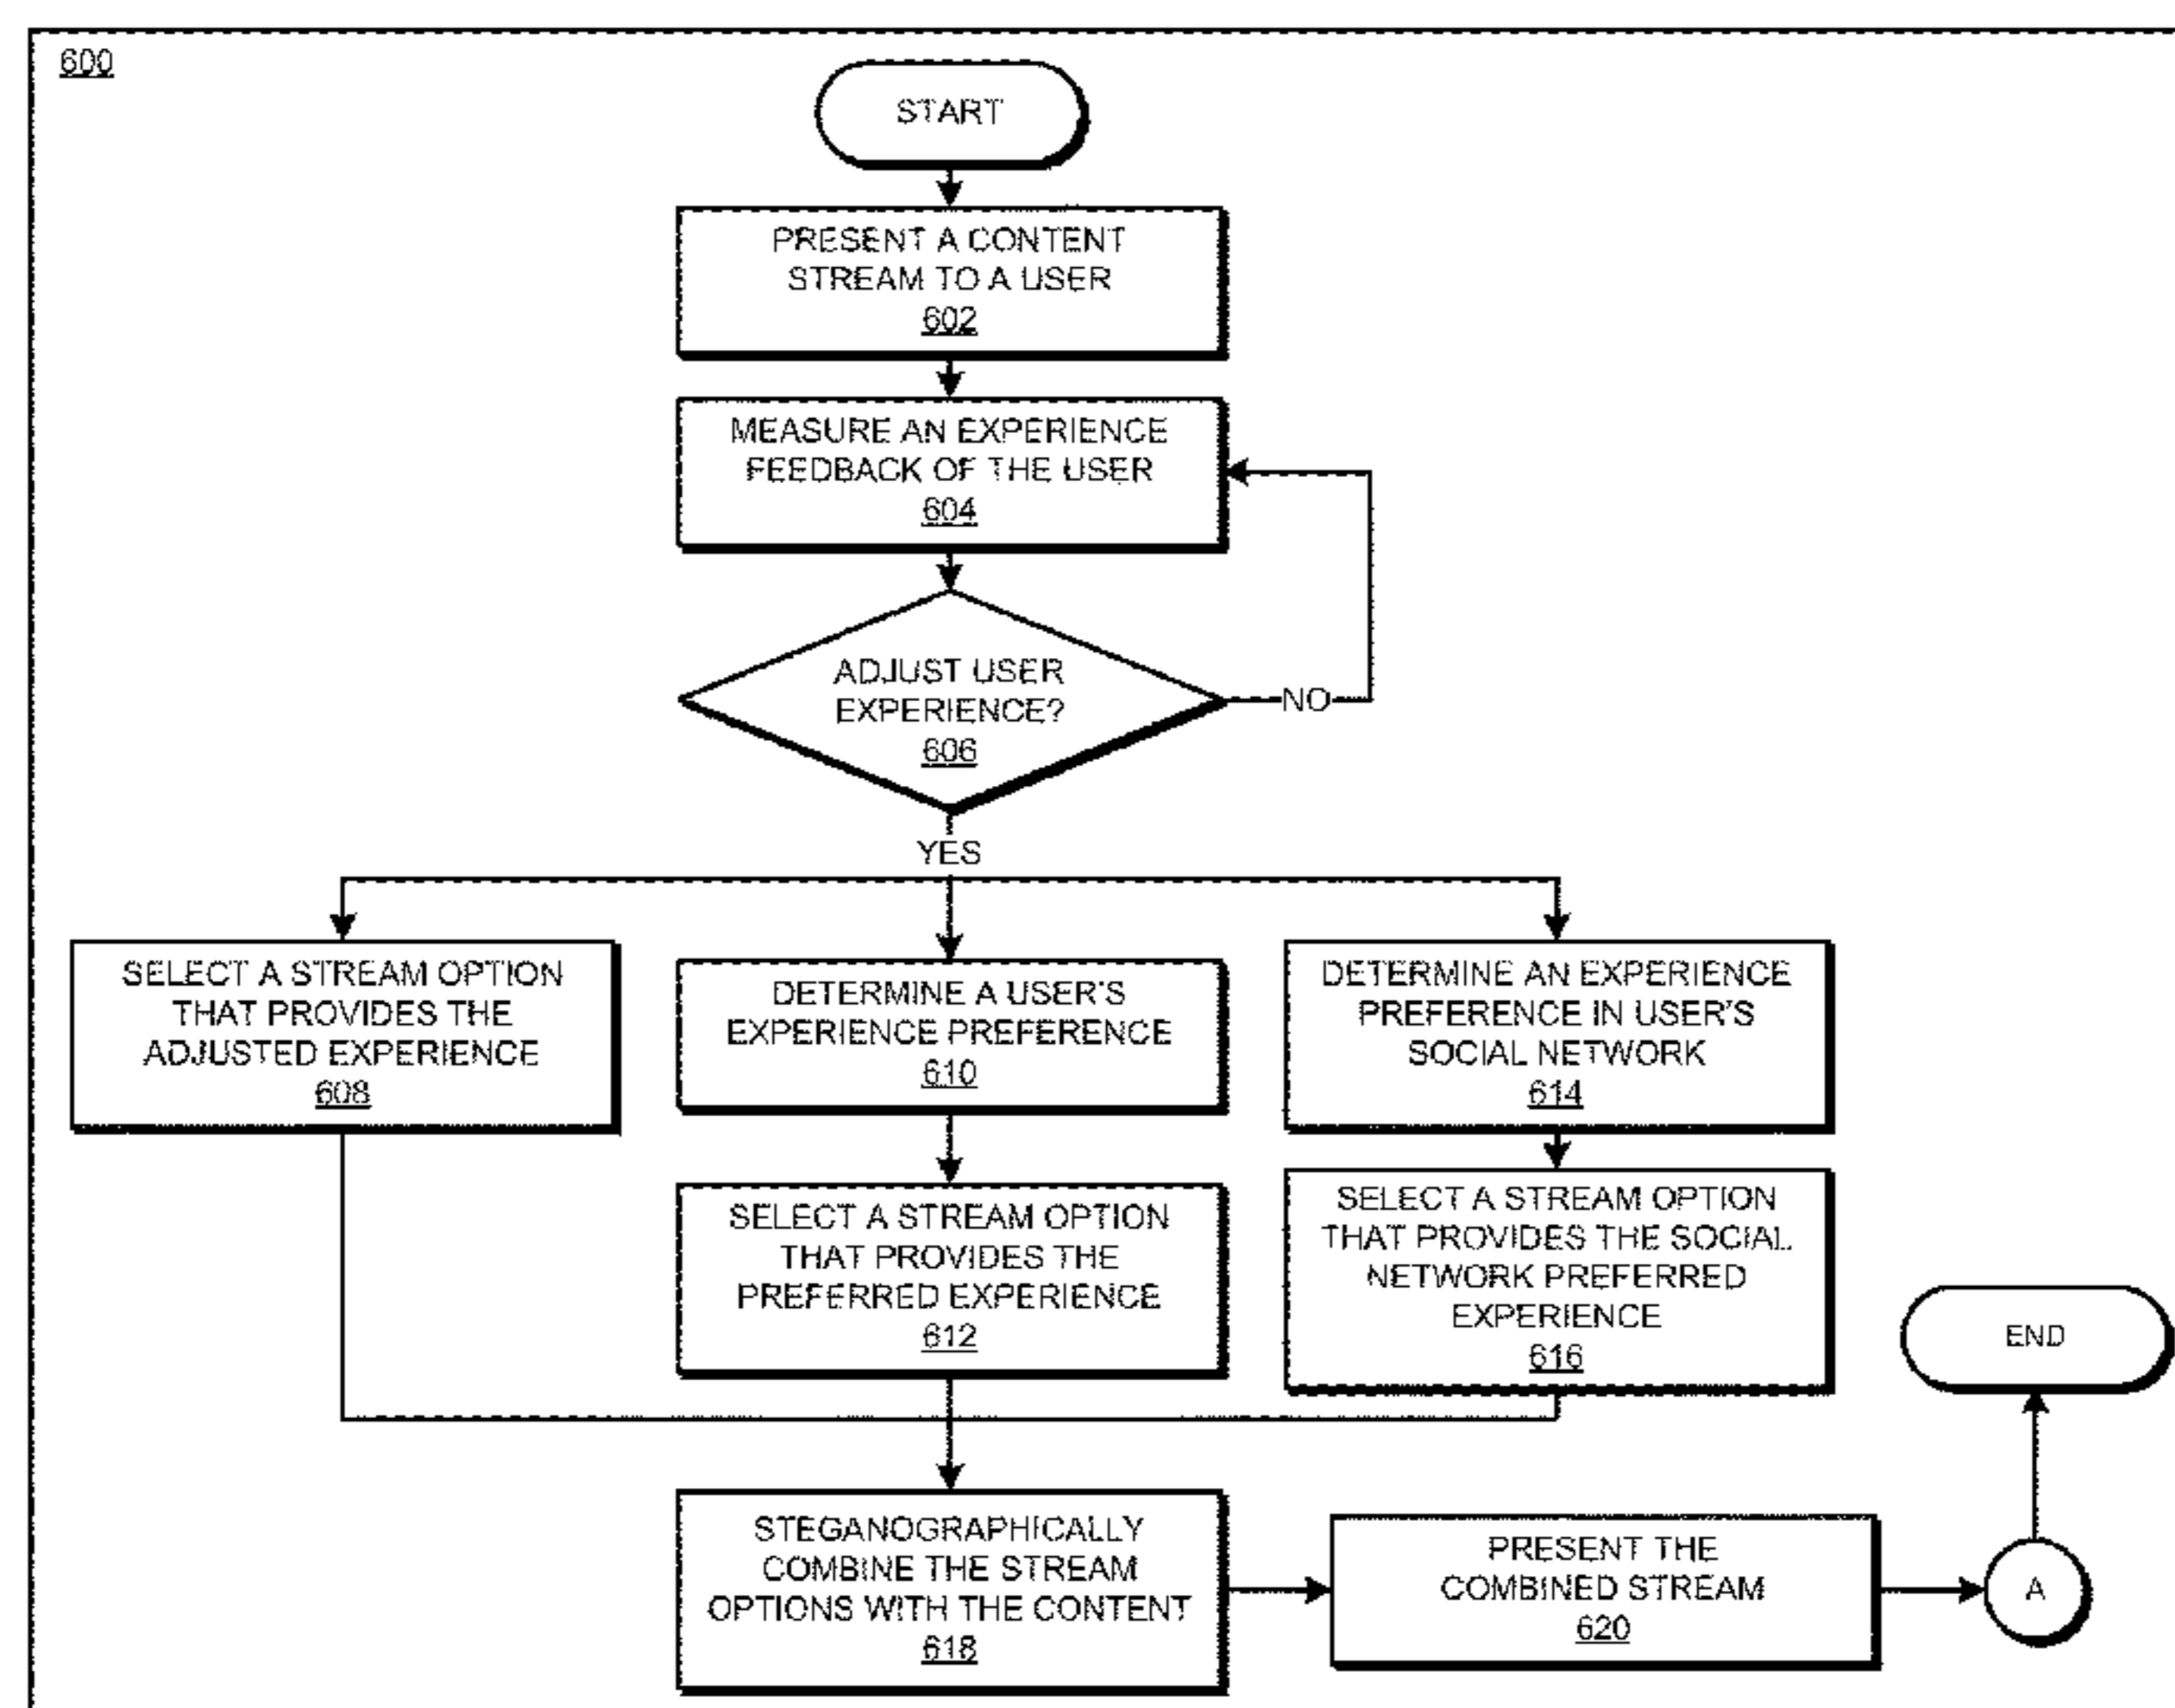 600
START
PRESENT A CONTENT
STREAM TO A USER
602
MEASURE AN EXPERIENCE
FEEDBACK OF THE USER
604
ADJUST USER
EXPERIENCE?
606
NO
YES
SELECT A STREAM OPTION
THAT PROVIDES THE
ADJUSTED EXPERIENCE
608
DETERMINE A USER'S
EXPERIENCE PREFERENCE
610
DETERMINE AN EXPERIENCE
PREFERENCE IN USER'S
SOCIAL NETWORK
614
SELECT A STREAM OPTION
THAT PROVIDES THE
PREFERRED EXPERIENCE
612
SELECT A STREAM OPTION
THAT PROVIDES THE SOCIAL
NETWORK PREFERRED
EXPERIENCE
616
END
STEGANOGRAPHICALLY
COMBINE THE STREAM
OPTIONS WITH THE CONTENT
618
PRESENT THE
COMBINED STREAM
620
A